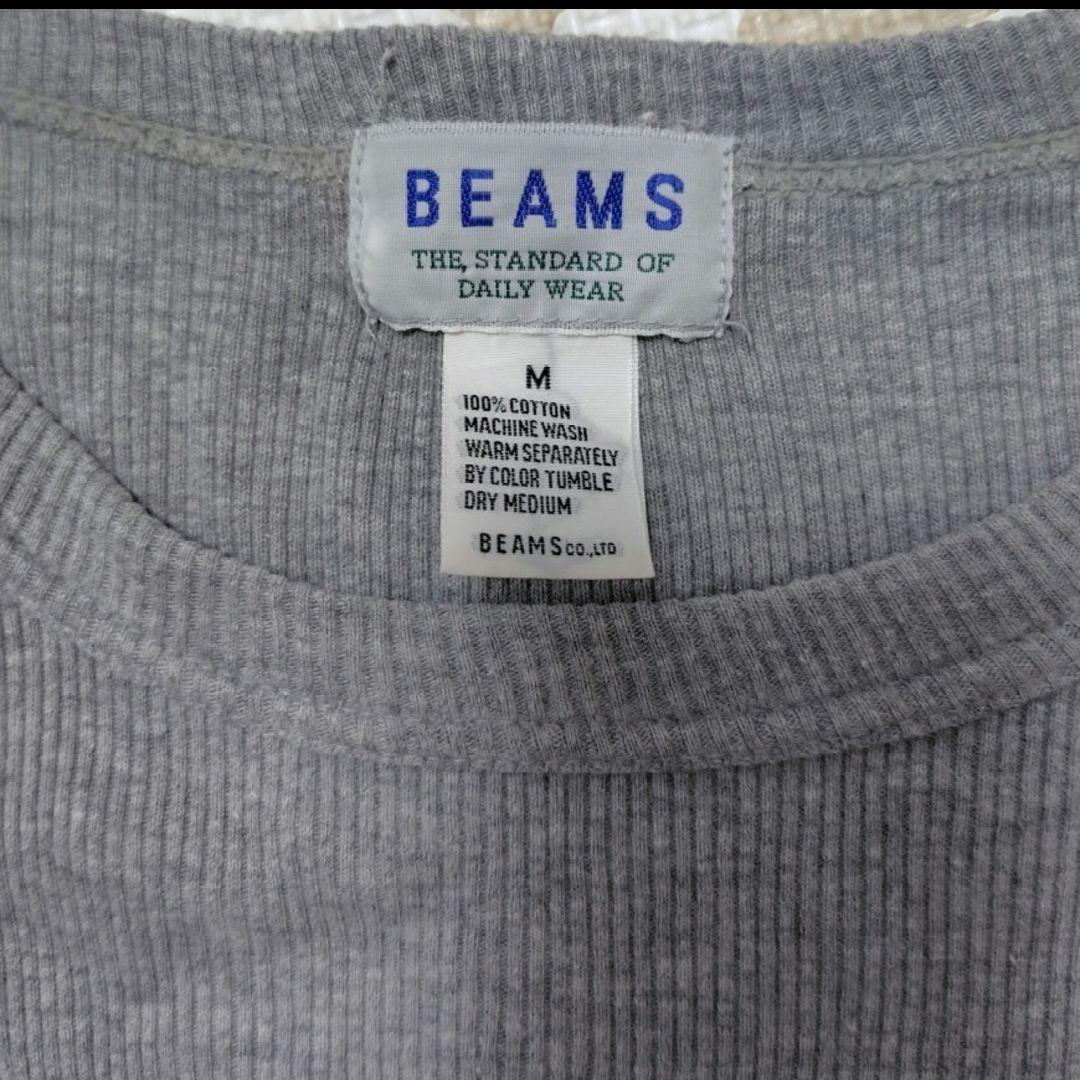 BEAMS
THE STANDARD OF
DAILY WEAR
M
100% COTTON
MACHINE WASH
WARM SEPARATELY
BY COLOR TUMBLE
DRY MEDIUM
BEAMS CO.,LTD